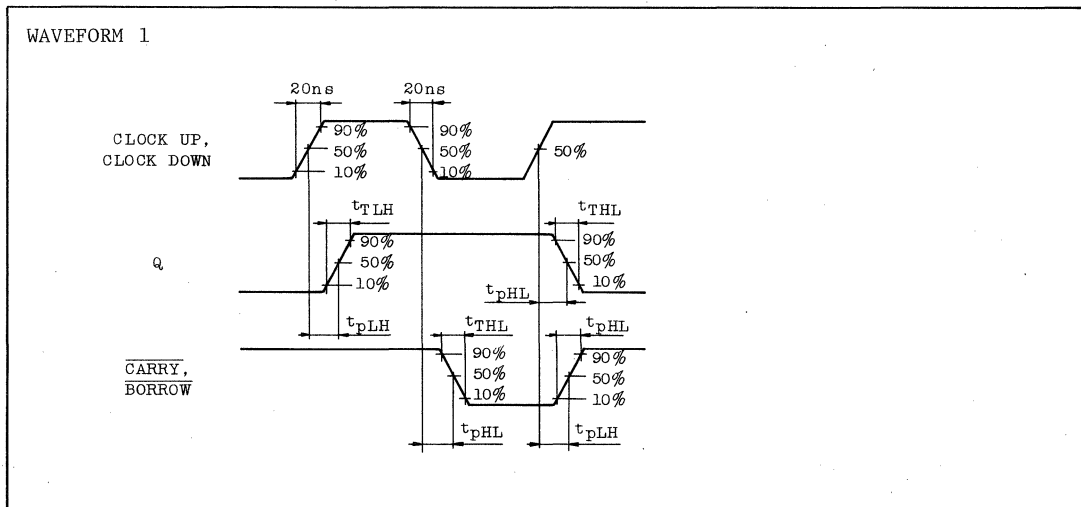 WAVEFORM 1
20ns 20ns
CLOCK UP,
CLOCK DOWN
90%
50%
10%
90%
50%
10%
50%
tTLH
tTHL
Q
90%
50%
10%
90%
50%
10%
tpHL
tpLH
tTHL
tpHL
CARRY,
BORROW
90%
50%
10%
90%
50%
10%
tpHL
tpLH